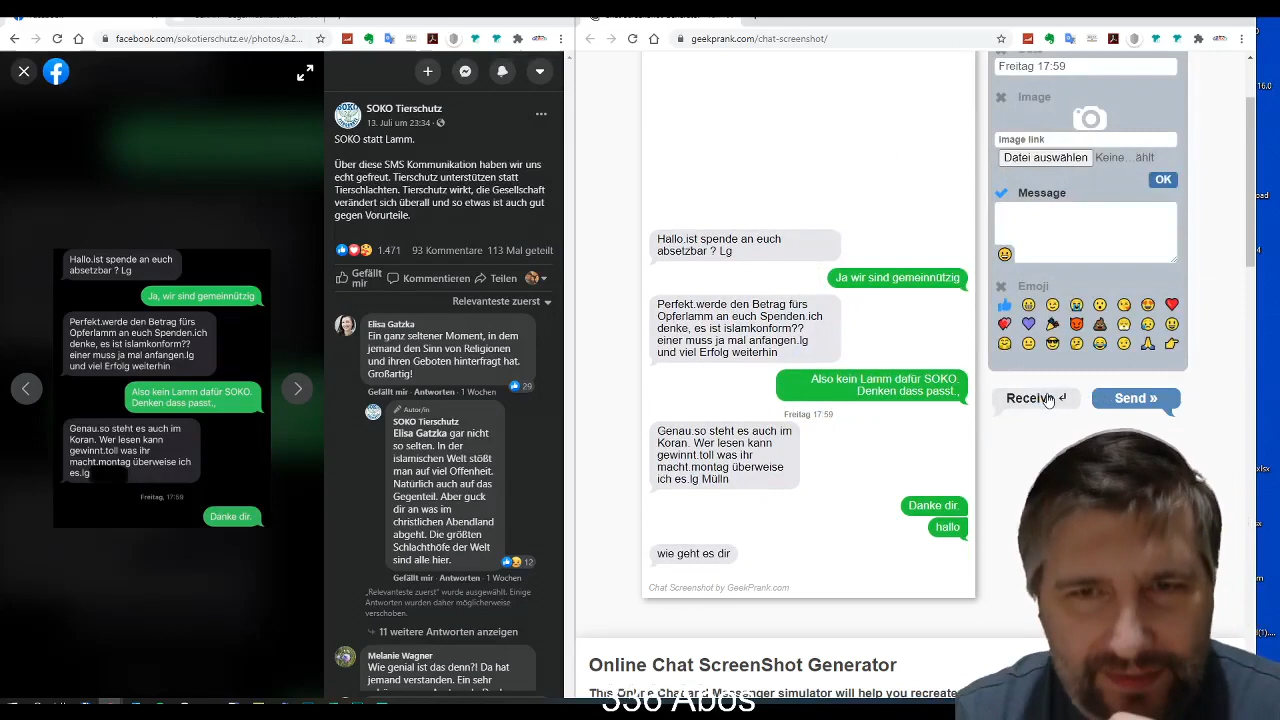 facebook.com/sokotierschutz.ev/photos/a.2...
SOKO Tierschutz
13. Juli um 23:34
SOKO statt Lamm.
Über diese SMS Kommunikation haben wir uns
echt gefreut. Tierschutz unterstützen statt
Tierschlachten. Tierschutz wirkt, die Gesellschaft
verändert sich überall und so etwas ist auch gut
gegen Vorurteile.
1.471 93 Kommentare 113 Mal geteilt
Gefällt
mir
Kommentieren
Teilen
Relevanteste zuerst
Elisa Gatzka
Ein ganz seltener Moment, in dem
jemand den Sinn von Religionen
und ihren Geboten hinterfragt hat.
Großartig!
29
Gefällt mir · Antworten · 1 Woche
Autor/in
SOKO Tierschutz
Elisa Gatzka gar nicht
so selten. In der
islamischen Welt stößt
man auf viel Offenheit.
Natürlich auch auf das
Gegenteil. Aber guck
dir an was im
christlichen Abendland
abgeht. Die größten
Schlachthöfe der Welt
sind alle hier.
12
Gefällt mir · Antworten · 1 Wochen
„Relevanteste zuerst" wurde ausgewählt. Einige
Antworten wurden daher möglicherweise
verschoben.
11 weitere Antworten anzeigen
Melanie Wagner
Wie genial ist das denn?! Da hat
jemand verstanden. Ein sehr
Hallo.ist spende an euch
absetzbar ? Lg
Ja, wir sind gemeinnützig
Perfekt.werde den Betrag fürs
Opferlamm an euch Spenden.ich
denke, es ist islamkonform??
einer muss ja mal anfangen.lg
und viel Erfolg weiterhin
Also kein Lamm dafür SOKO.
Denken dass passt.,
Genau.so steht es auch im
Koran. Wer lesen kann
gewinnt.toll was ihr
macht.montag überweise ich
es.lg
Freitag, 17:59
Danke dir.
geekprank.com/chat-screenshot/
Hallo.ist spende an euch
absetzbar ? Lg
Ja wir sind gemeinnützig
Perfekt.werde den Betrag fürs
Opferlamm an euch Spenden.ich
denke, es ist islamkonform??
einer muss ja mal anfangen.lg
und viel Erfolg weiterhin
Also kein Lamm dafür SOKO.
Denken dass passt.,
Freitag 17:59
Genau.so steht es auch im
Koran. Wer lesen kann
gewinnt.toll was ihr
macht.montag überweise
ich es.lg Mülln
Danke dir.
hallo
wie geht es dir
Chat Screenshot by GeekPrank.com
Online Chat ScreenShot Generator
Freitag 17:59
Image
Image link
Datei auswählen Keine...ählt
OK
Message
Emoji
Send »
336 Abos